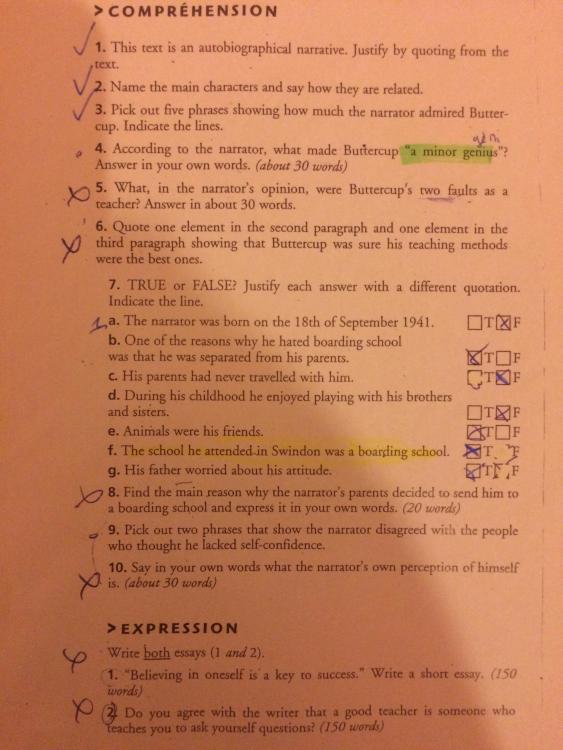 >COMPRÉHENSION
1. This text is an autobiographical narrative. Justify by quoting from the
text.
2. Name the main characters and say how they are related.
3. Pick out five phrases showing how much the narrator admired Butter-
cup. Indicate the lines.
4. According to the narrator, what made Buttercup "a minor genius"?
Answer in your own words. (about 30 words)
5. What, in the narrator's opinion, were Buttercup's two faults as a
teacher? Answer in about 30 words.
6. Quote one element in the second paragraph and one element in the
third paragraph showing that Buttercup was sure his teaching methods
were the best ones.
7. TRUE or FALSE? Justify each answer with a different quotation.
Indicate the line.
a. The narrator was born on the 18th of September 1941. T F
b. One of the reasons why he hated boarding school
was that he was separated from his parents. T F
c. His parents had never travelled with him. T F
d. During his childhood he enjoyed playing with his brothers
and sisters. T F
e. Animals were his friends. T F
f. The school he attended in Swindon was a boarding school. T F
g. His father worried about his attitude. T F
8. Find the main reason why the narrator's parents decided to send him to
a boarding school and express it in your own words. (20 words)
9. Pick out two phrases that show the narrator disagreed with the people
who thought he lacked self-confidence.
10. Say in your own words what the narrator's own perception of himself
is. (about 30 words)
>EXPRESSION
Write both essays (1 and 2).
1. "Believing in oneself is a key to success." Write a short essay. (150
words)
2. Do you agree with the writer that a good teacher is someone who
teaches you to ask yourself questions? (150 words)